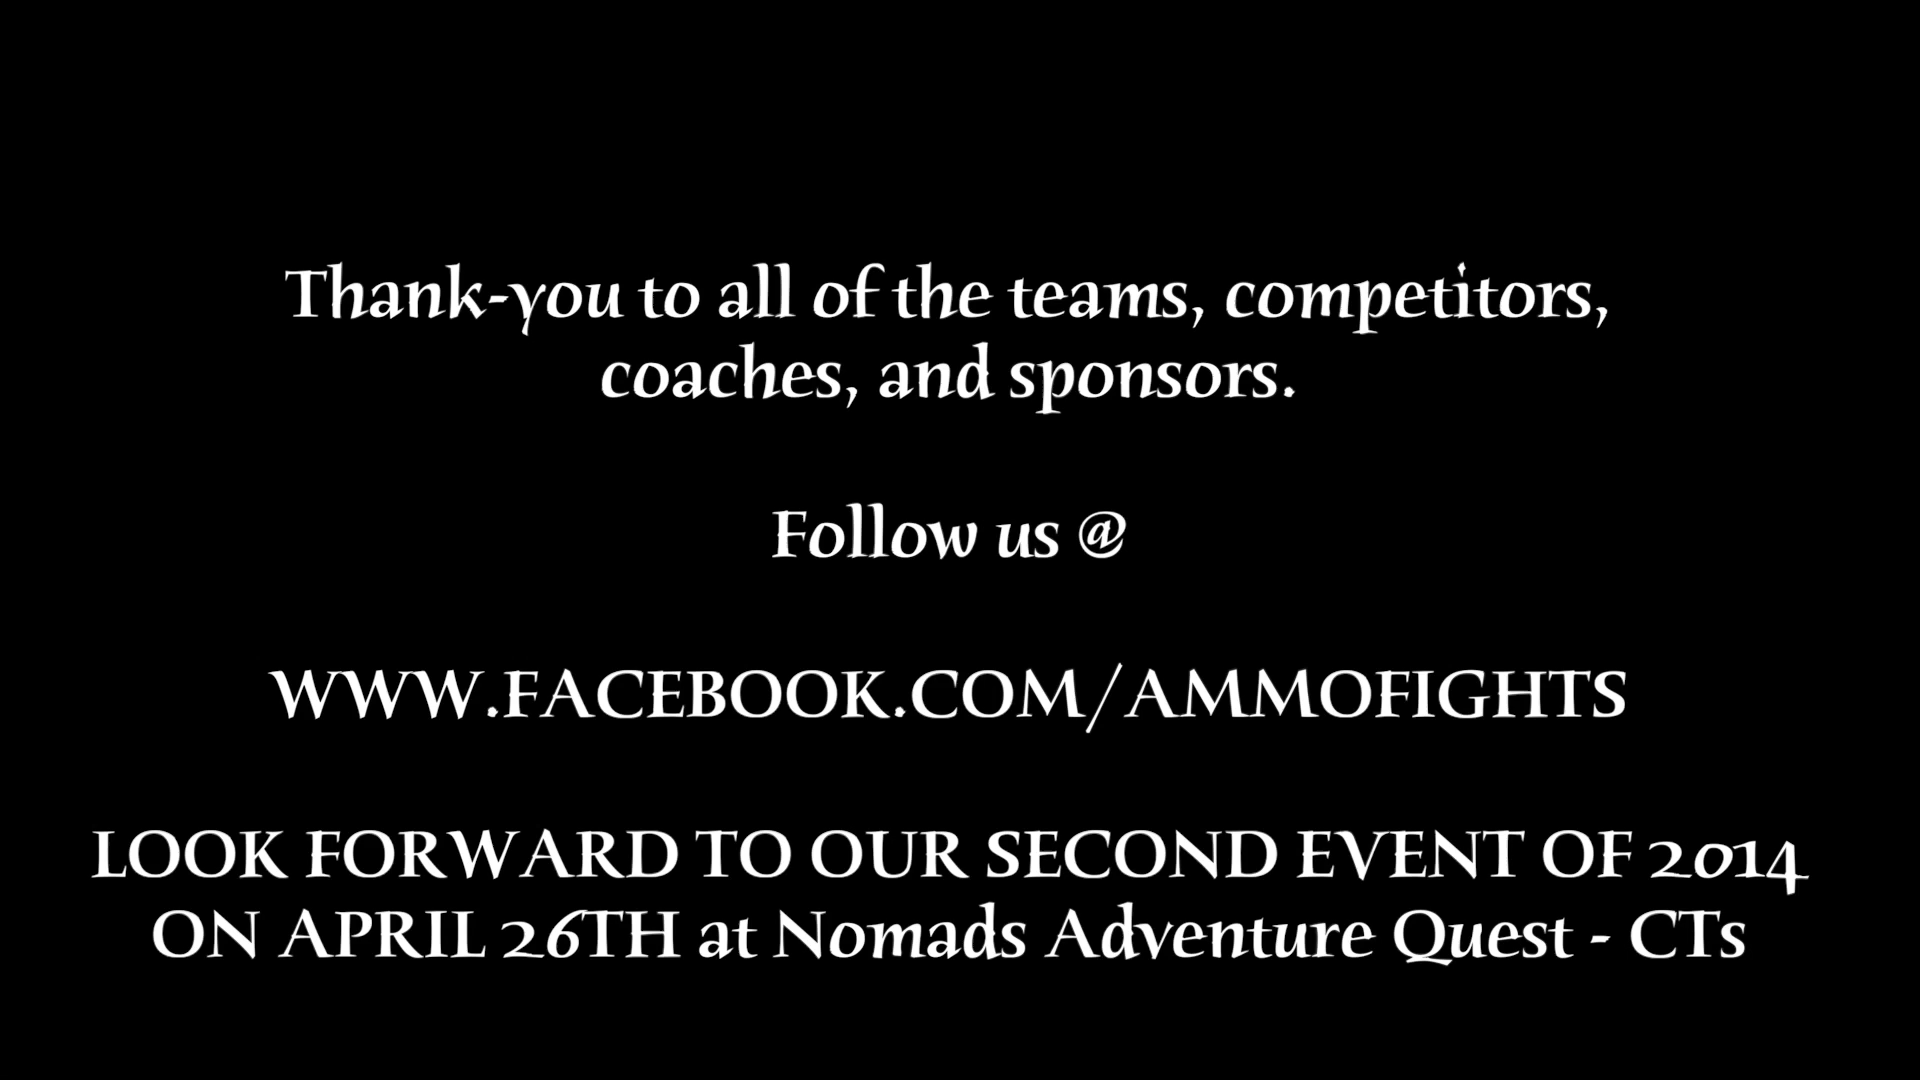 Thank-you to all of the teams, competitors,
coaches, and sponsors.
Follow us @
WWW.FACEBOOK.COM/AMMOFIGHTS
LOOK FORWARD TO OUR SECOND EVENT OF 2014
ON APRIL 26TH at Nomads Adventure Quest - CTs